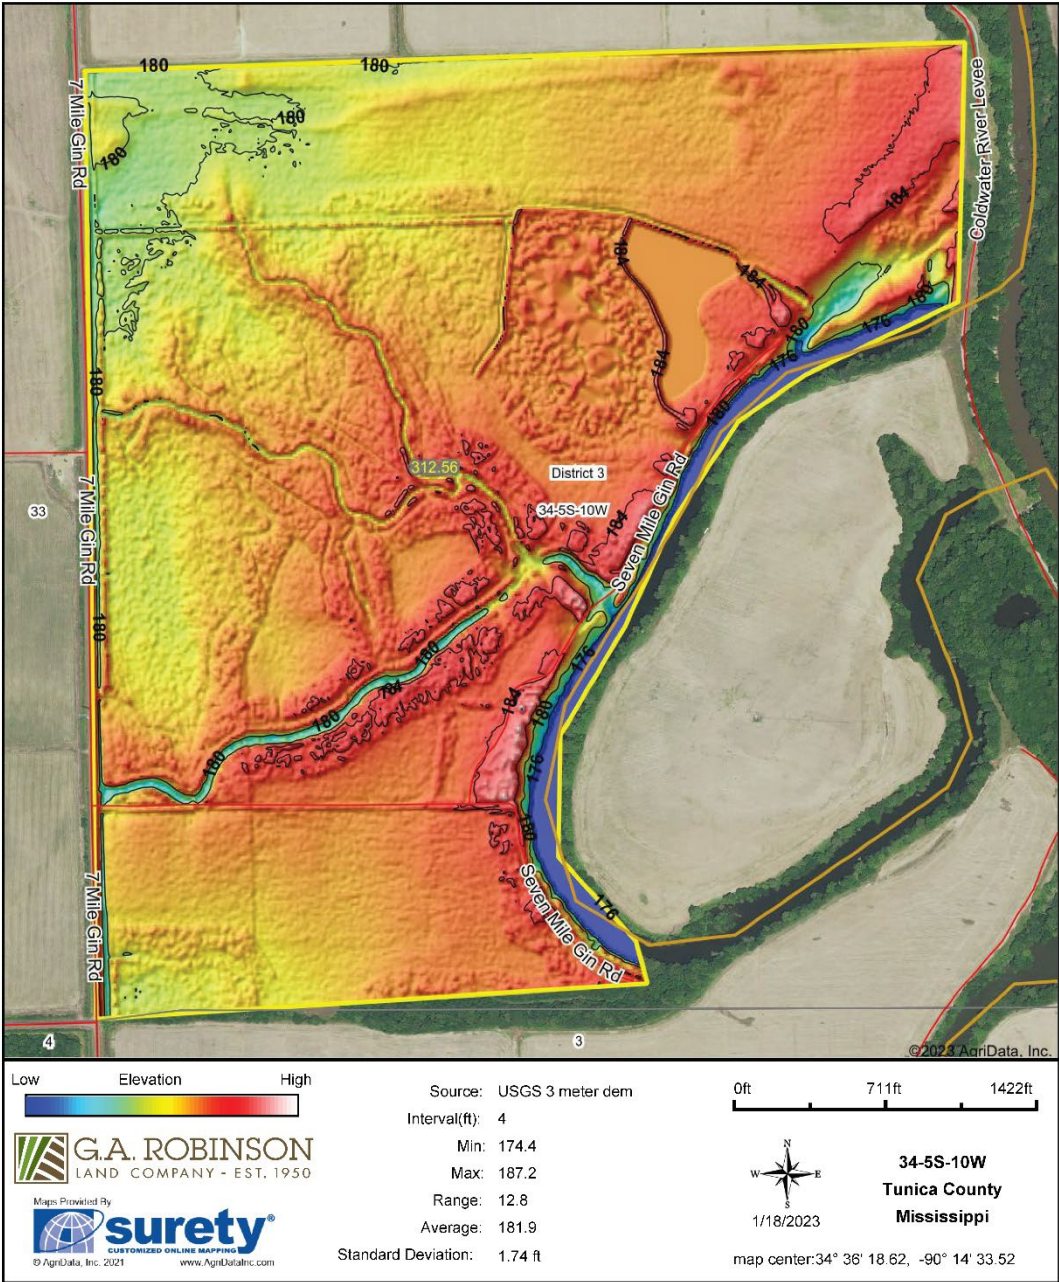 180
180
7 Mile Gin Rd
180
180
Coldwater River Levee
184
184
184
180
176
180
176
184
180
180
312.56
District 3
34-5S-10W
184
Seven Mile Gin Rd
33
7 Mile Gin Rd
180
180
176
184
184
180
180
180
176
180
7 Mile Gin Rd
Seven Mile Gin Rd
176
4
3
©2023 AgriData, Inc.
Low Elevation High
G.A. ROBINSON
LAND COMPANY - EST. 1950
Maps Provided By
surety®
CUSTOMIZED ONLINE MAPPING
© AgriData, Inc. 2021 www.AgriDataInc.com
Source: USGS 3 meter dem
Interval(ft): 4
Min: 174.4
Max: 187.2
Range: 12.8
Average: 181.9
Standard Deviation: 1.74 ft
0ft 711ft 1422ft
N
W E
S
1/18/2023
34-5S-10W
Tunica County
Mississippi
map center:34° 36' 18.62, -90° 14' 33.52